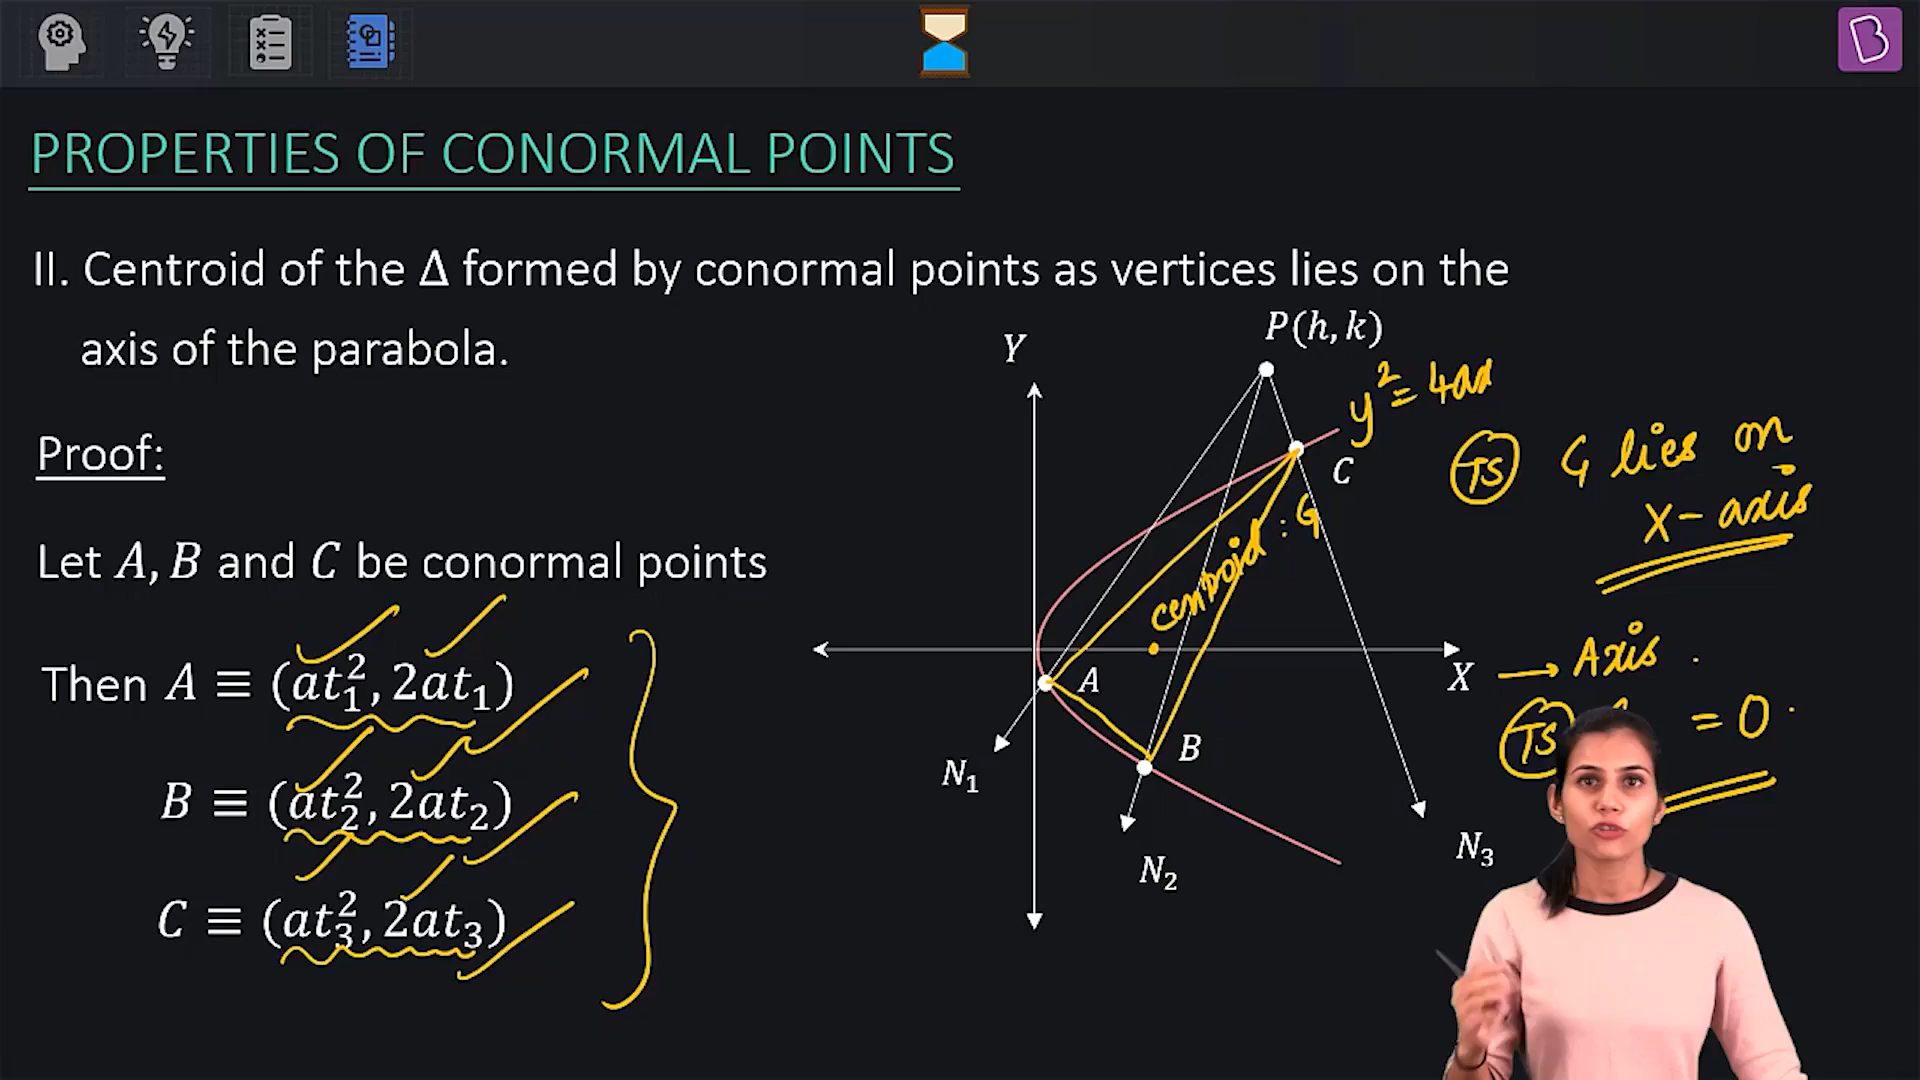 PROPERTIES OF CONORMAL POINTS
II. Centroid of the Δ formed by conormal points as vertices lies on the
axis of the parabola.
Proof:
Let A, B and C be conormal points
Then A ≡ (at₁², 2at₁)
B ≡ (at₂², 2at₂)
C ≡ (at₃², 2at₃)
P(h, k)
Y
y² = 4ax
C
centroid : G
A
X
B
N₁
N₂
N₃
TS G lies on
X - axis
→ Axis .
TS = 0 .
B